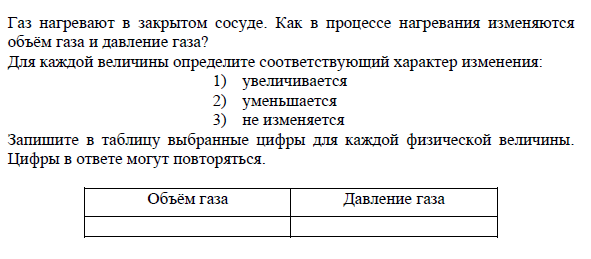 Газ нагревают в закрытом сосуде. Как в процессе нагревания изменяются
объём газа и давление газа?
Для каждой величины определите соответствующий характер изменения:
1) увеличивается
2) уменьшается
3) не изменяется
Запишите в таблицу выбранные цифры для каждой физической величины.
Цифры в ответе могут повторяться.
Объём газа Давление газа